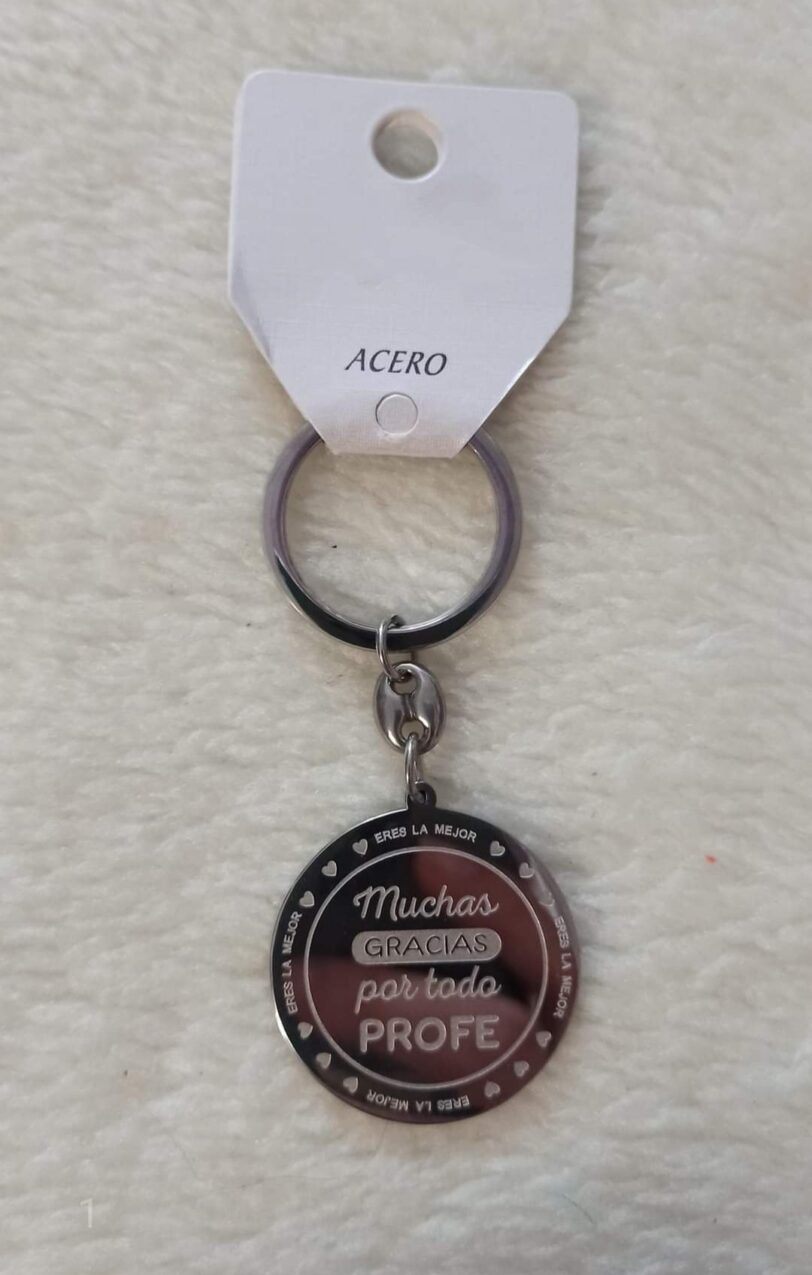 ACERO
ERES LA MEJOR
ERES LA MEJOR
ERES LA MEJOR
Muchas
GRACIAS
por todo
PROFE
ERES LA MEJOR
1